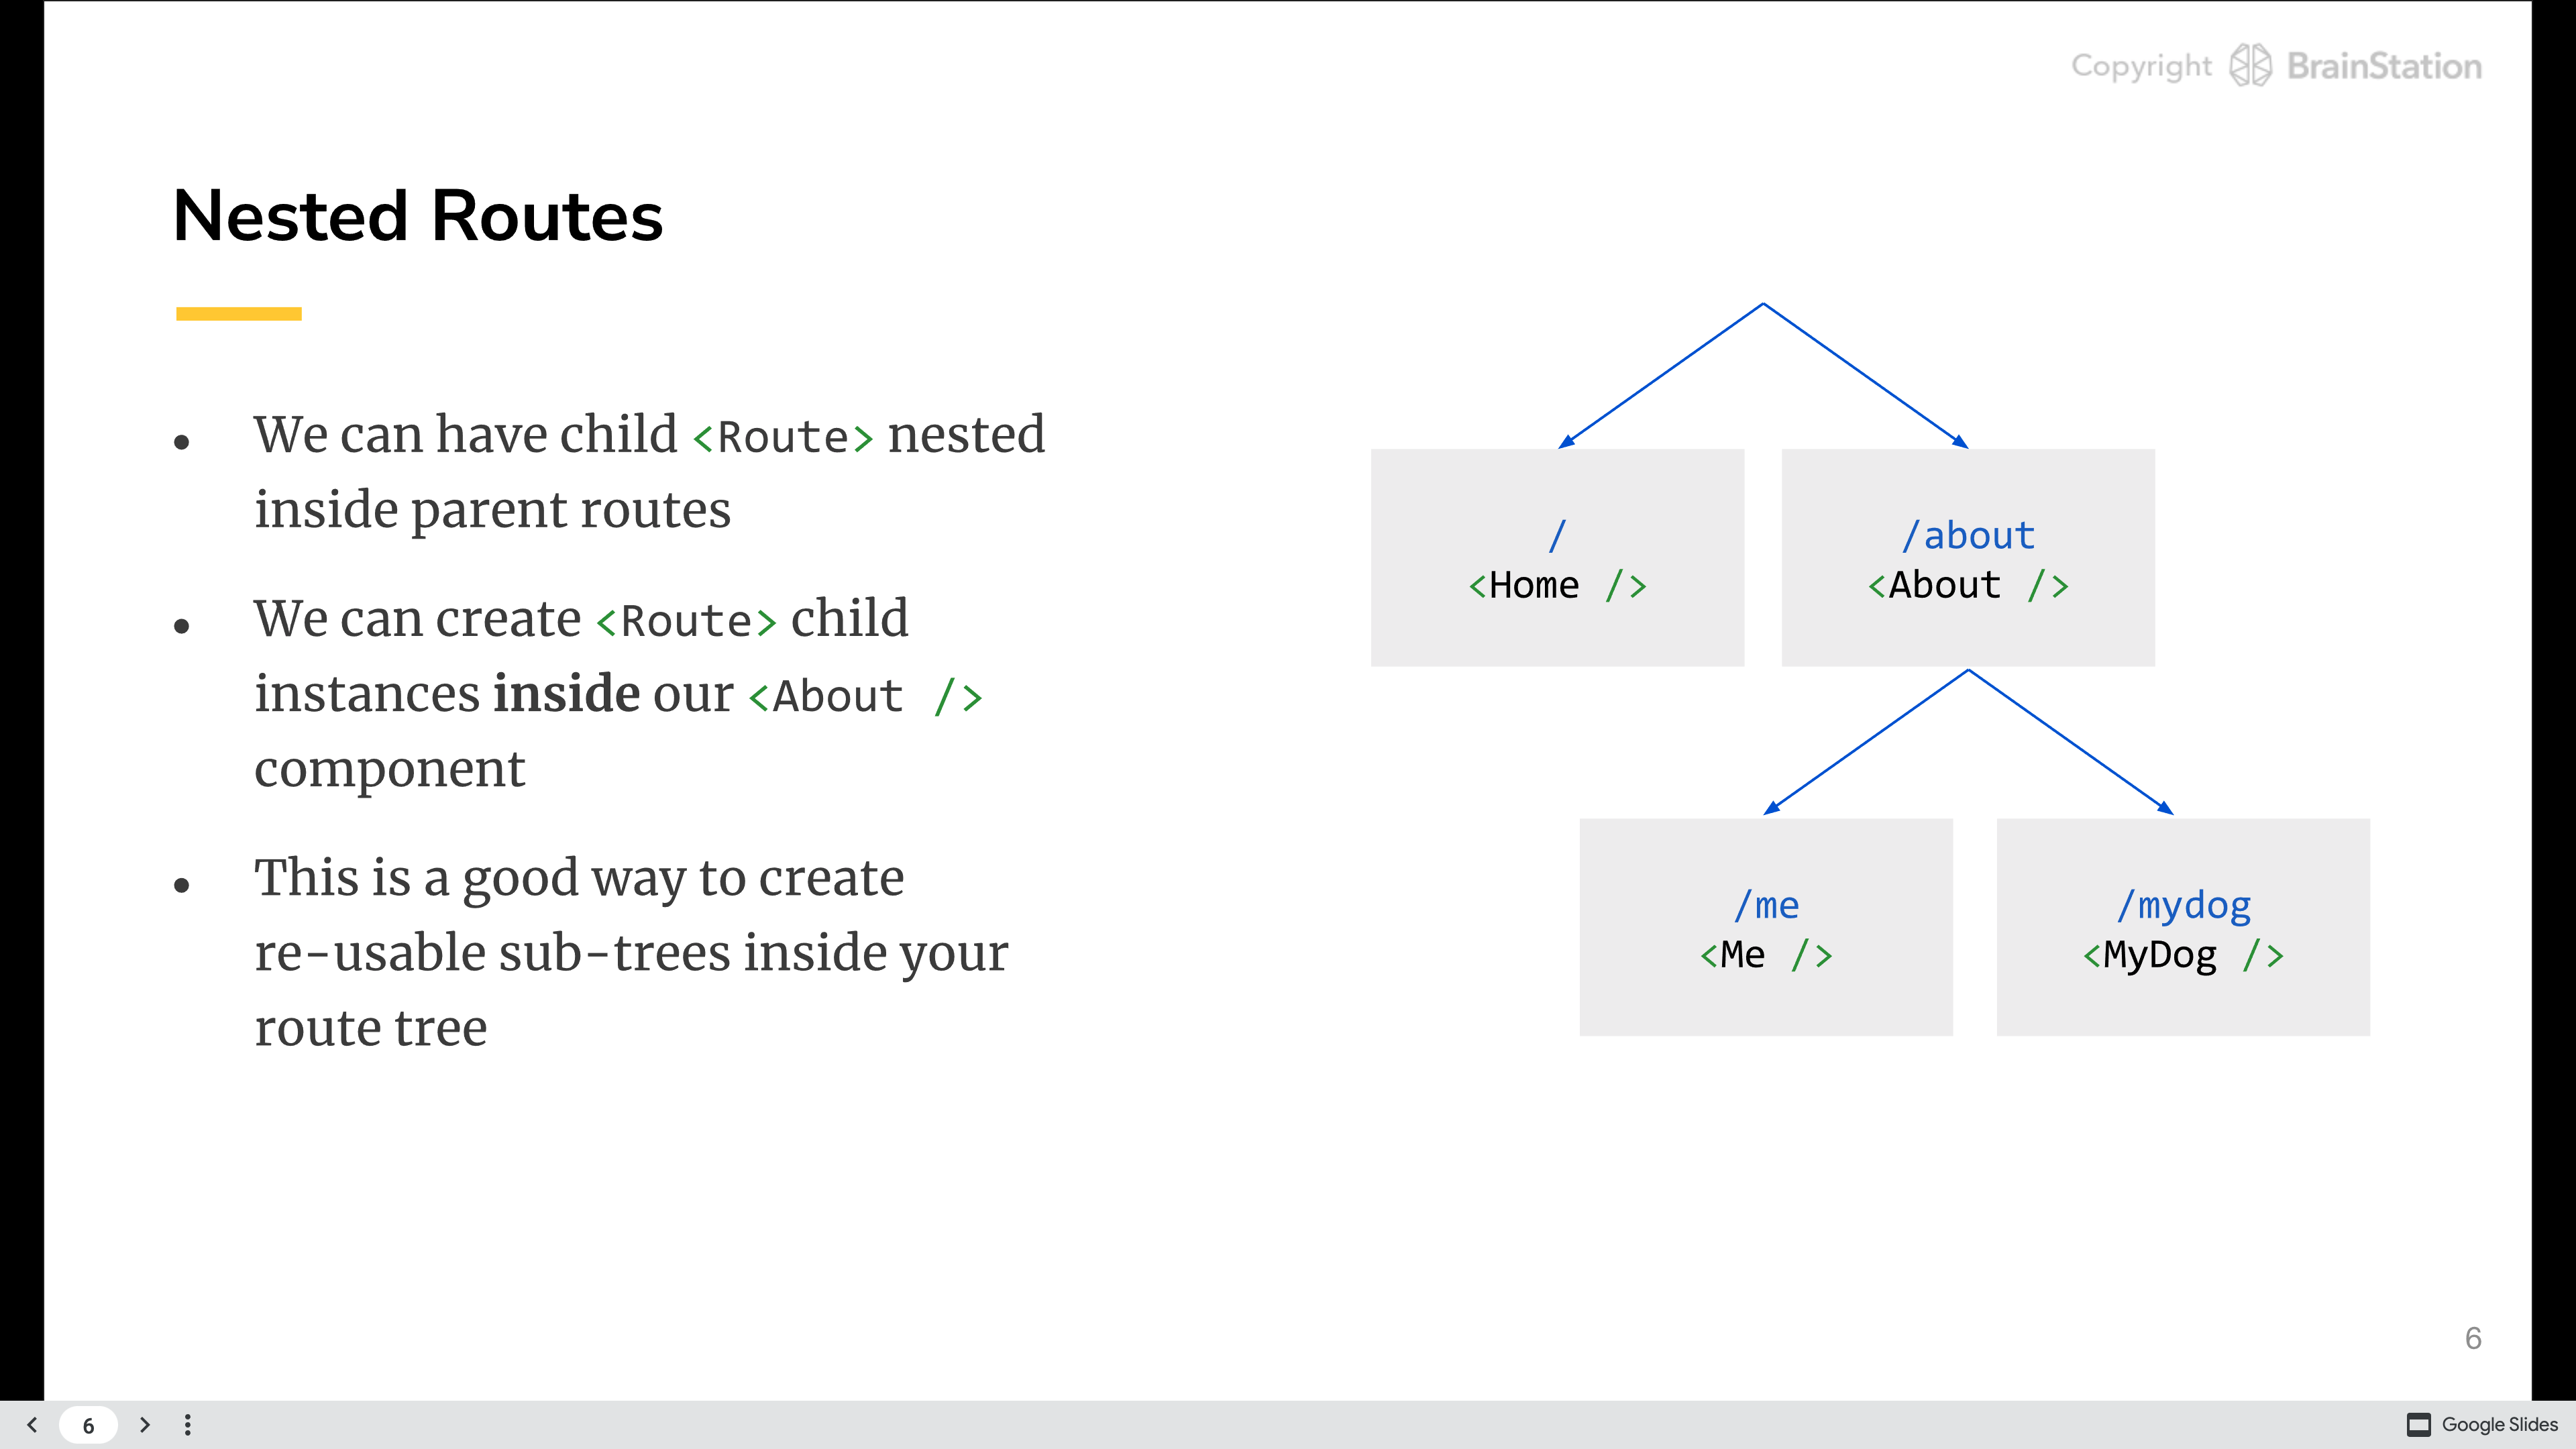 Copyright BrainStation
Nested Routes
● We can have child <Route> nested
inside parent routes
● We can create <Route> child
instances inside our <About />
component
● This is a good way to create
re-usable sub-trees inside your
route tree
/
<Home />
/about
<About />
/me
<Me />
/mydog
<MyDog />
6
6
Google Slides